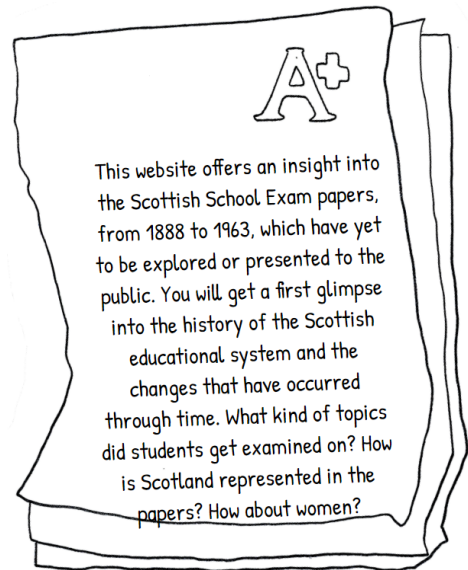 A+
This website offers an insight into
the Scottish School Exam papers,
from 1888 to 1963, which have yet
to be explored or presented to the
public. You will get a first glimpse
into the history of the Scottish
educational system and the
changes that have occurred
through time. What kind of topics
did students get examined on? How
is Scotland represented in the
papers? How about women?